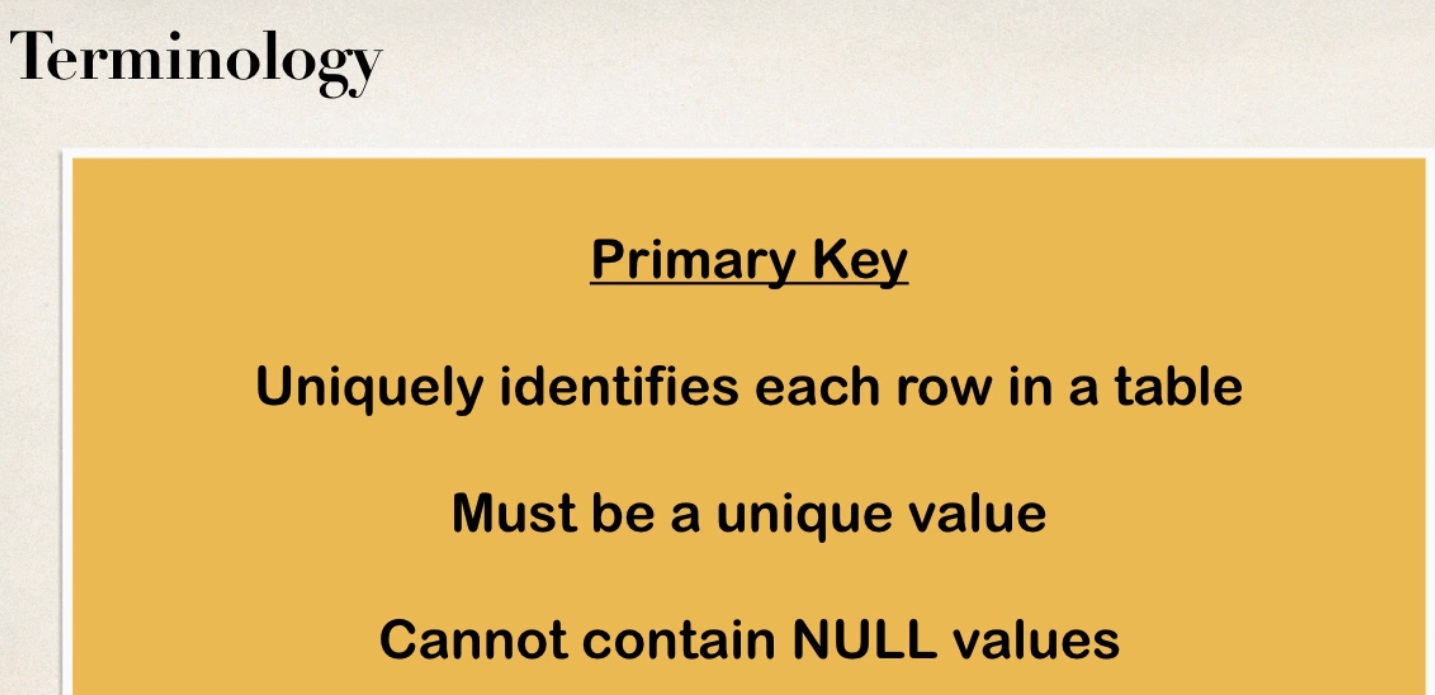 Terminology
Primary Key
Uniquely identifies each row in a table
Must be a unique value
Cannot contain NULL values